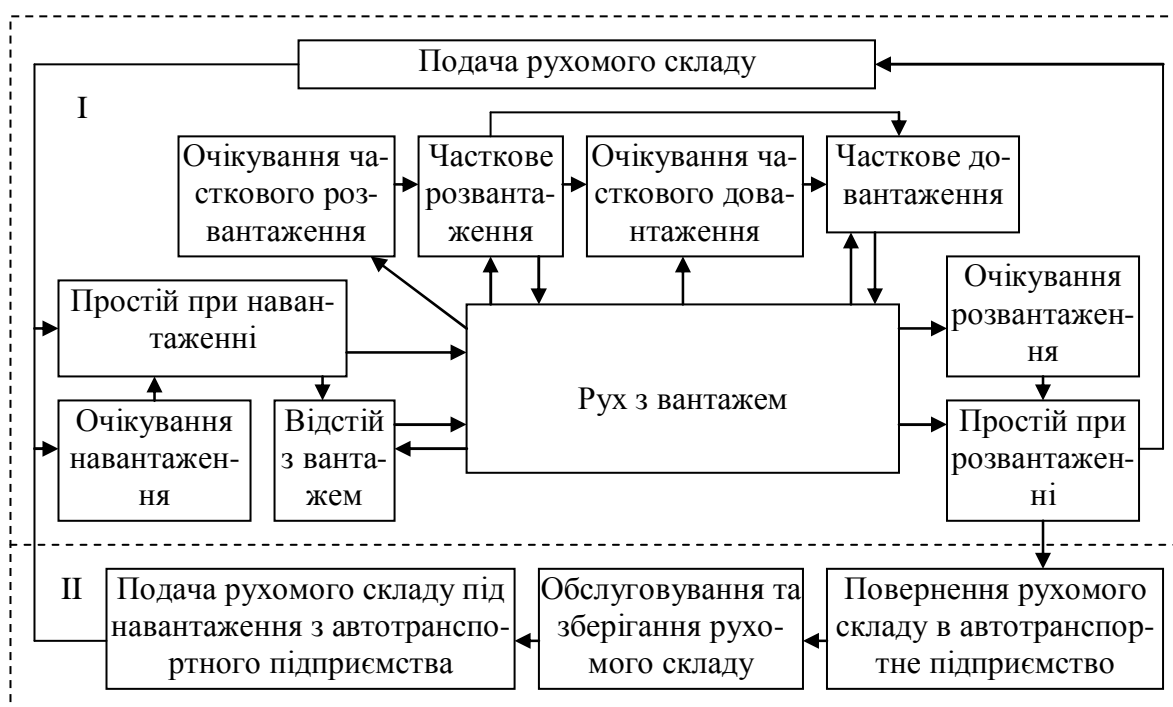 Подача рухомого складу
I
Очікування ча-
сткового роз-
вантаження
Часткове
розванта-
ження
Очікування ча-
сткового дова-
нтаження
Часткове до-
вантаження
Простій при наван-
таженні
Очікування
розвантажен-
ня
Рух з вантажем
Очікування
навантажен-
ня
Відстій
з ванта-
жем
Простій при
розвантажен-
ні
II
Подача рухомого складу під
навантаження з автотранспо-
ртного підприємства
Обслуговування та
зберігання рухо-
мого складу
Повернення рухомого
складу в автотранспор-
тне підприємство